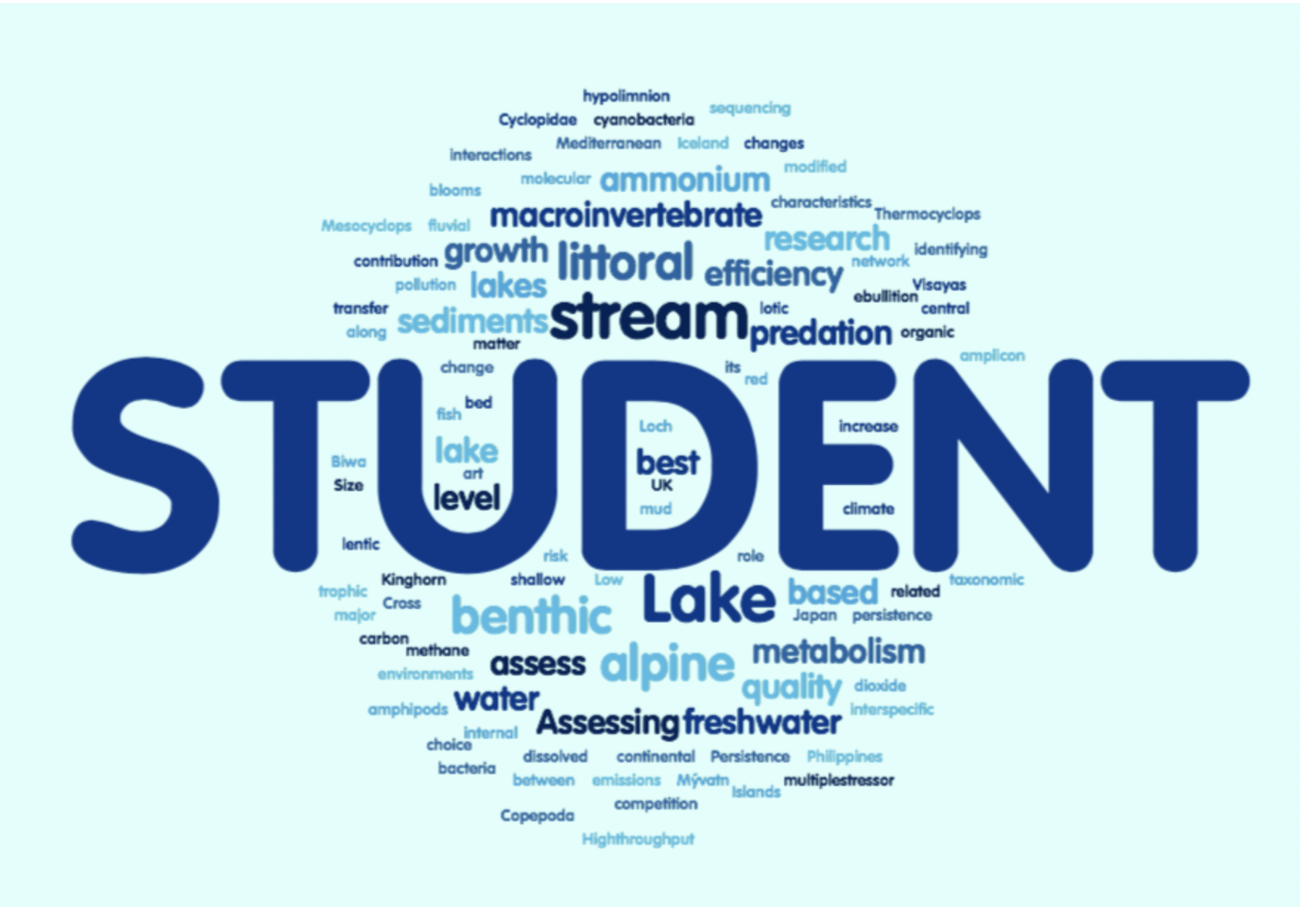 hypolimnion
sequencing
Cyclopidae cyanobacteria
Mediterranean Iceland changes
interactions
modified
molecular ammonium
blooms
characteristics
macroinvertebrate Thermocyclops
Mesocyclops fluvial
research
growth littoral identifying
contribution efficiency network
pollution lakes Visayas
ebullition
transfer stream lotic central
sediments
along predation organic
matter
amplicon
change its
red
STUDENT
bed
fish
Loch increase
lake
Biwa best
art
Size UK
level
mud climate
lentic
risk role
Kinghorn shallow Low taxonomic
trophic based related
Cross Lake
major benthic Japan persistence
carbon
methane metabolism
assess alpine
environments
quality dioxide
water
amphipods interspecific
Assessing freshwater
internal
choice
dissolved continental Persistence Philippines
bacteria
between emissions Mývatn multiplestressor
Islands
competition
Copepoda
Highthroughput